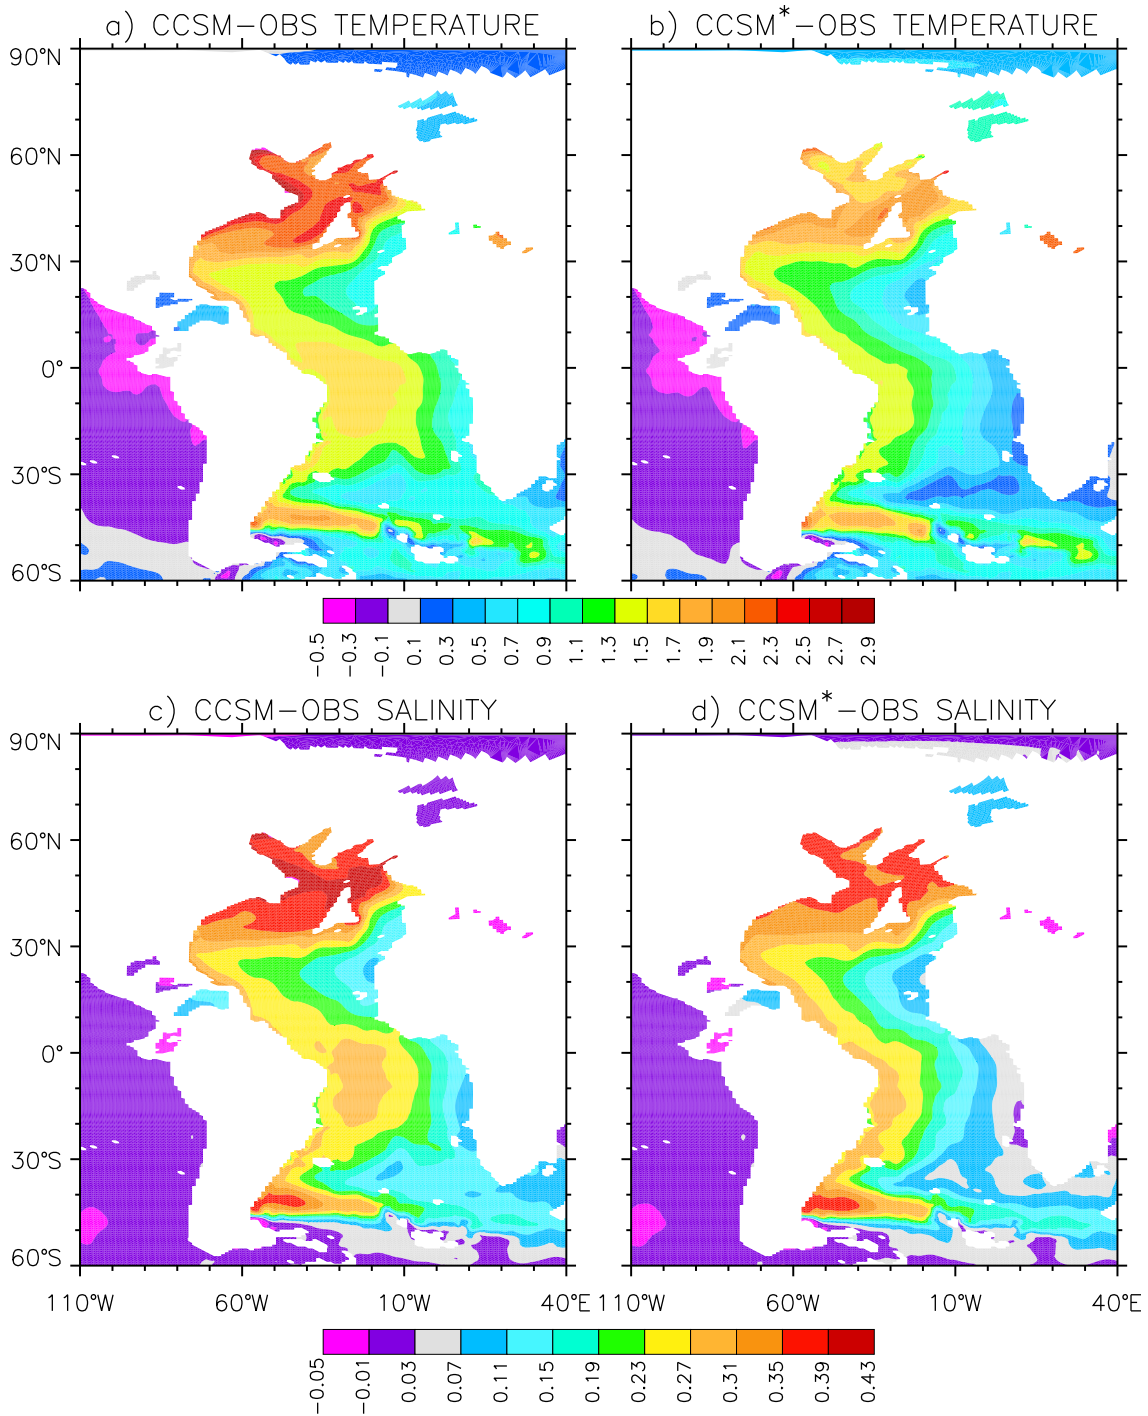 a) CCSM−OBS TEMPERATURE b) CCSM*−OBS TEMPERATURE
90°N
60°N
30°N
0°
30°S
60°S
−0.5 −0.3 −0.1 0.1 0.3 0.5 0.7 0.9 1.1 1.3 1.5 1.7 1.9 2.1 2.3 2.5 2.7 2.9
c) CCSM−OBS SALINITY d) CCSM*−OBS SALINITY
90°N
60°N
30°N
0°
30°S
60°S
110°W 60°W 10°W 40°E 110°W 60°W 10°W 40°E
−0.05 −0.01 0.03 0.07 0.11 0.15 0.19 0.23 0.27 0.31 0.35 0.39 0.43